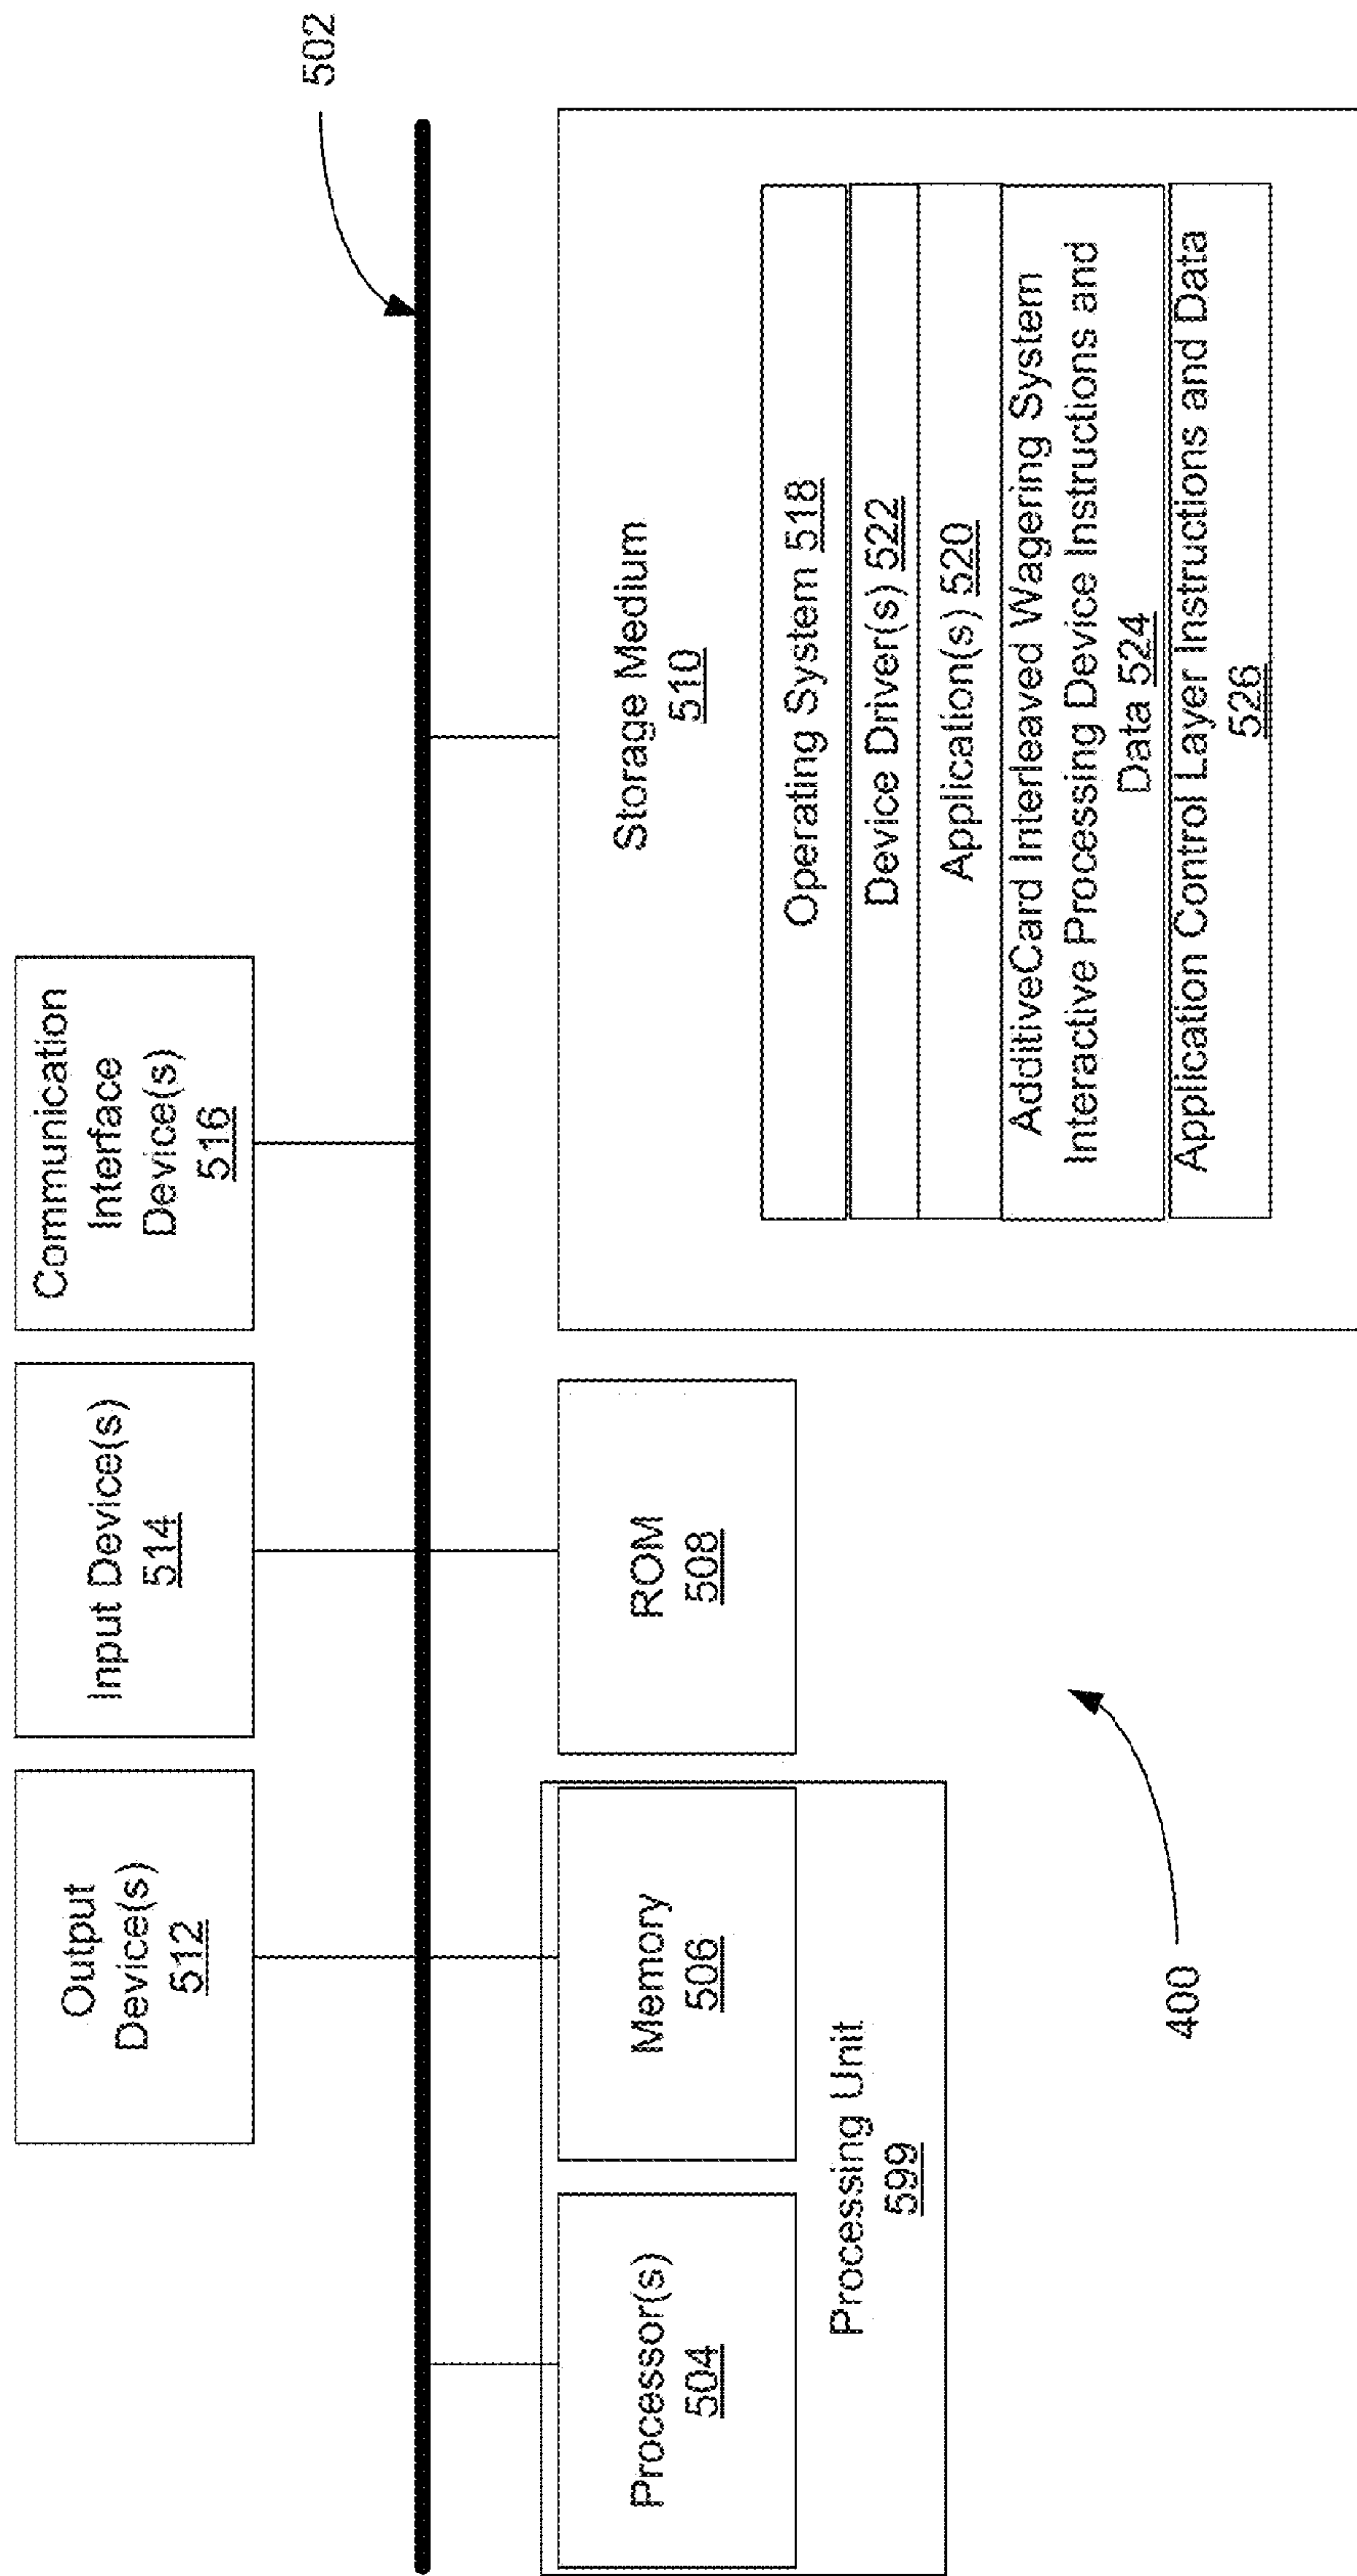 Output
Device(s)
512
Input Device(s)
514
Communication
Interface
Device(s)
516
502
Processor(s)
504
Memory
506
Processing Unit
599
ROM
508
Storage Medium
510
Operating System 518
Device Driver(s) 522
Application(s) 520
AdditiveCard Interleaved Wagering System
Interactive Processing Device Instructions and
Data 524
Application Control Layer Instructions and Data
526
400